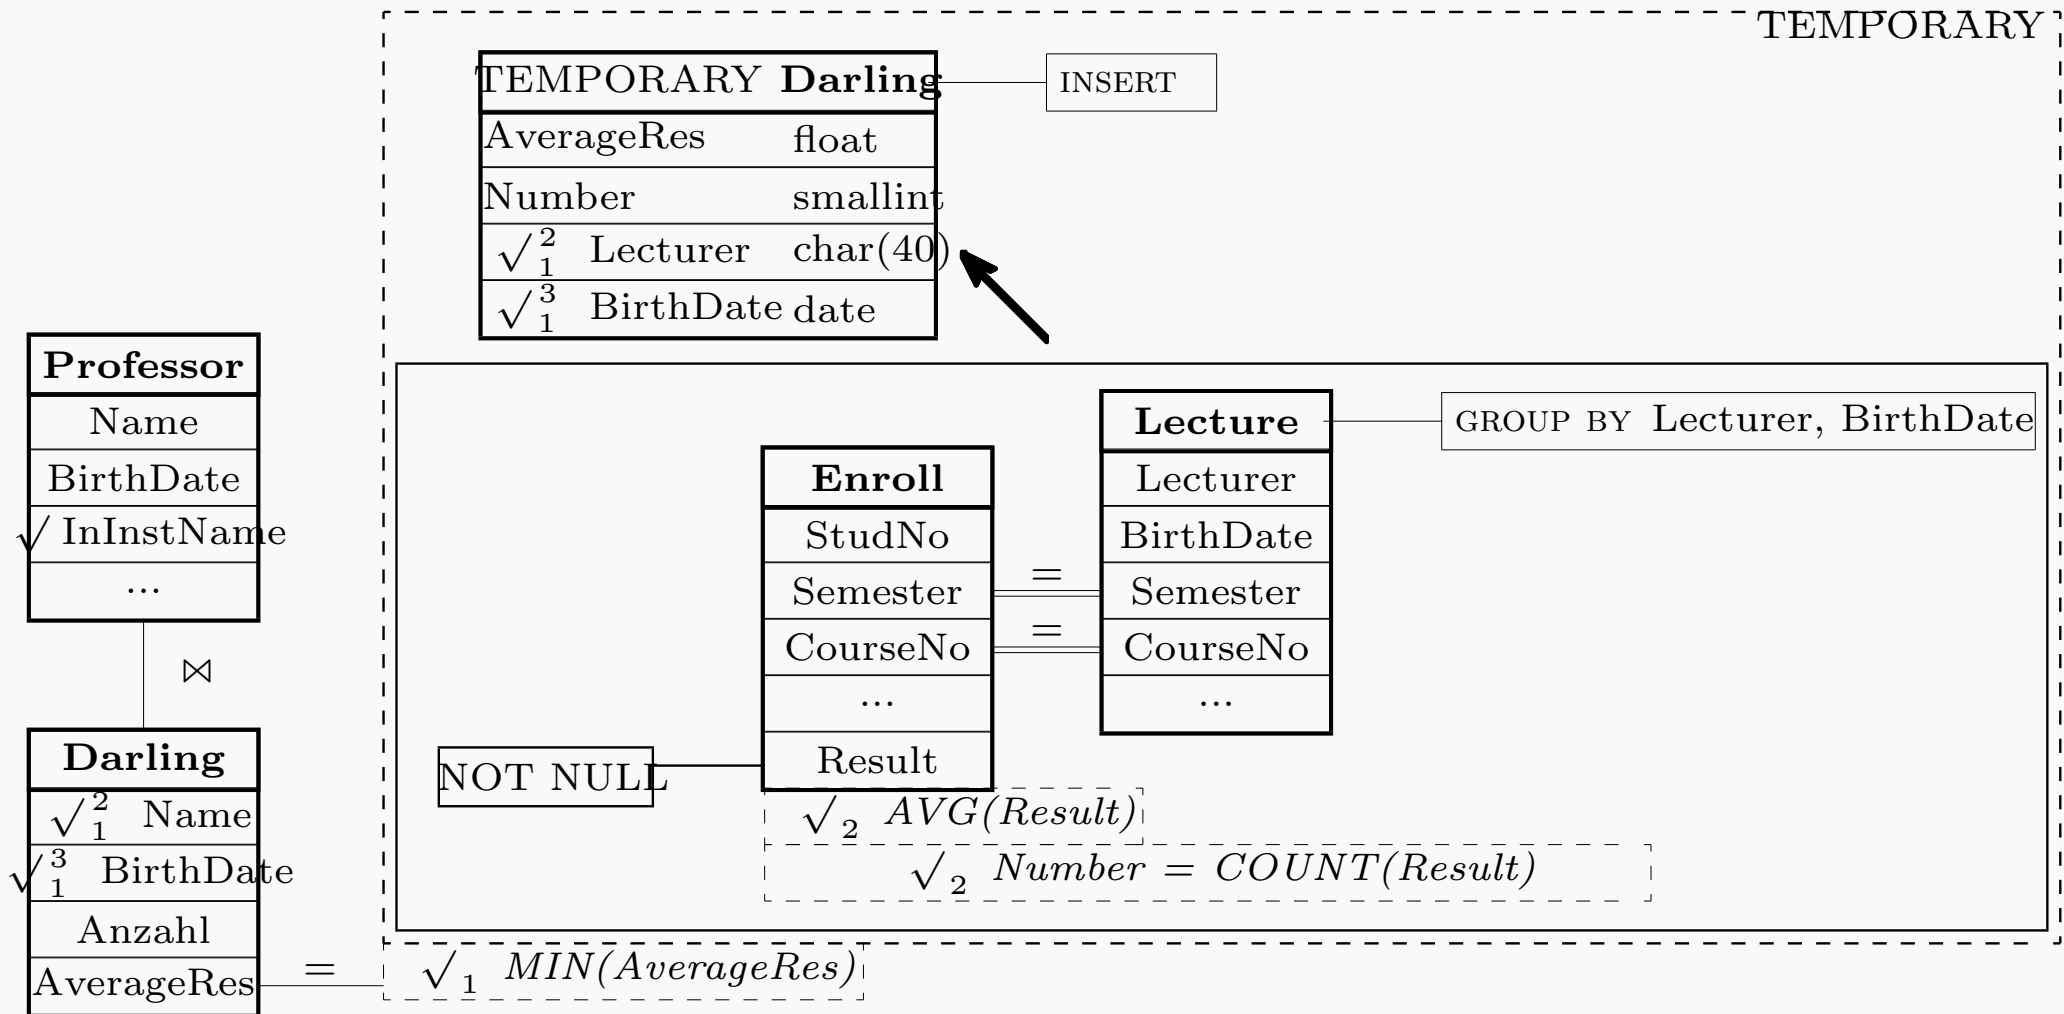 TEMPORARY
TEMPORARY Darling
INSERT
AverageRes float
Number smallint
√ 2 1 Lecturer char(40)
√ 3 1 BirthDate date
Professor
Name
BirthDate
√ InInstName
...
⋈
Darling
√ 2 1 Name
√ 3 1 BirthDate
Anzahl
AverageRes
=
√ 1 MIN(AverageRes)
Enroll
StudNo
Semester
CourseNo
...
Result
=
=
Lecture
Lecturer
BirthDate
Semester
CourseNo
...
GROUP BY Lecturer, BirthDate
NOT NULL
√ 2 AVG(Result)
√ 2 Number = COUNT(Result)